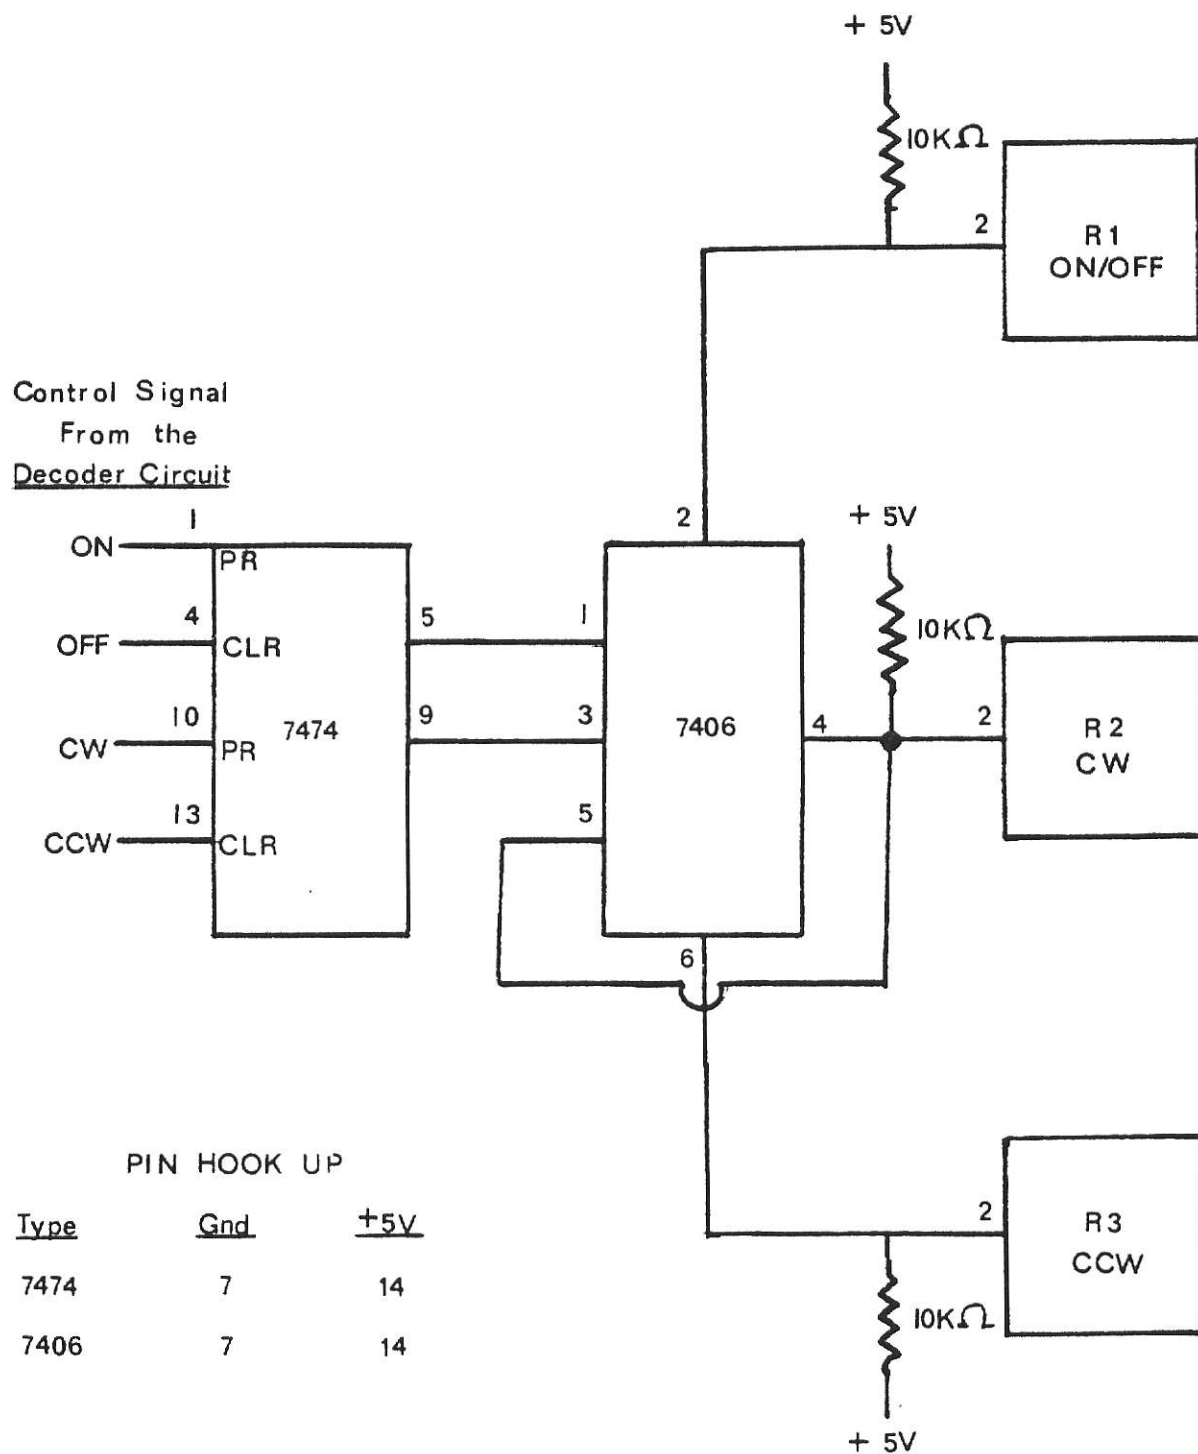 + 5V
10KΩ
2
R1
ON/OFF
Control Signal
From the
Decoder Circuit
1
ON
PR
4
OFF
CLR
10
CW
PR
13
CCW
CLR
7474
5
9
2
1
3
5
7406
4
6
+ 5V
10KΩ
2
R2
CW
2
R3
CCW
10KΩ
+ 5V
PIN HOOK UP
Type Gnd +5V
7474 7 14
7406 7 14